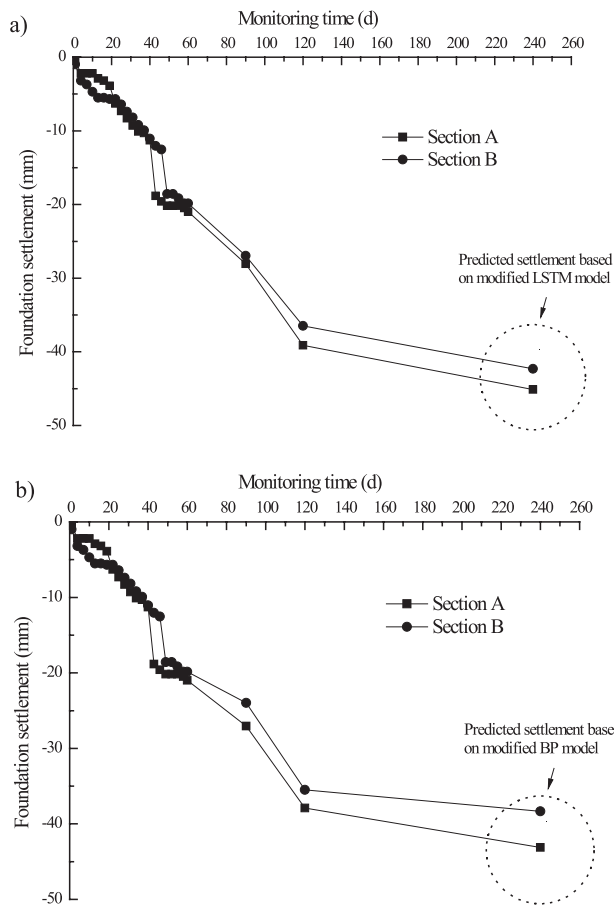 a)
Monitoring time (d)
0 20 40 60 80 100 120 140 160 180 200 220 240 260
0
-10
-20
-30
-40
-50
Foundation settlement (mm)
Section A
Section B
Predicted settlement based
on modified LSTM model
b)
Monitoring time (d)
0 20 40 60 80 100 120 140 160 180 200 220 240 260
0
-10
-20
-30
-40
-50
Foundation settlement (mm)
Section A
Section B
Predicted settlement base
on modified BP model